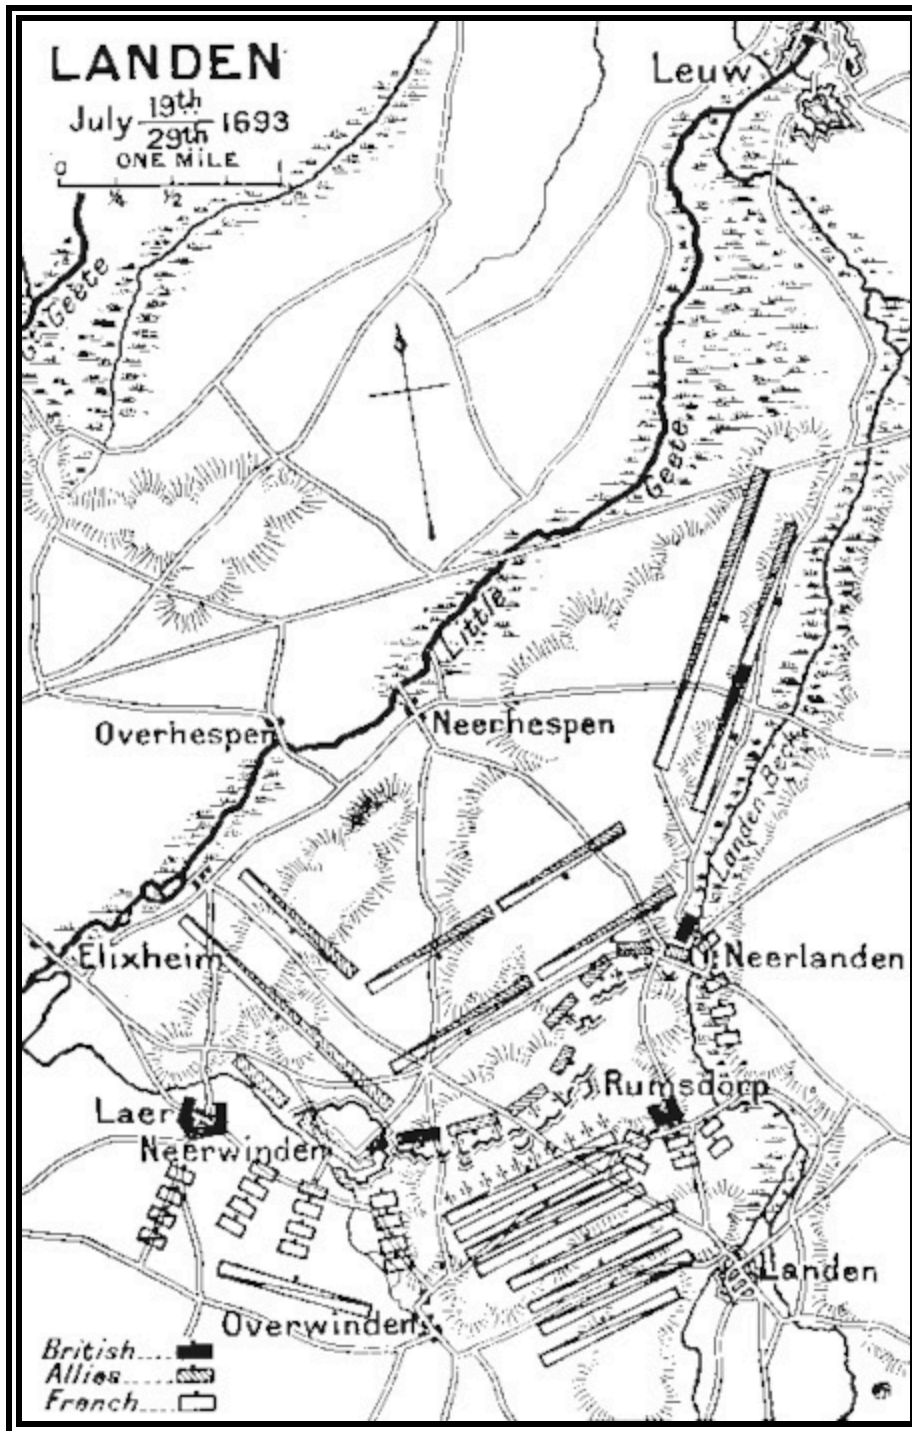 LANDEN
July 19th/29th 1693
ONE MILE
0 ¼ ½ 1
Leuw
Gt. Geete
Geete
Little
Overhespen
Neerhespen
Landen Beck
Elixheim
Neerlanden
Rumsdorp
Laer
Neerwinden
Landen
Overwinden
British
Allies
French